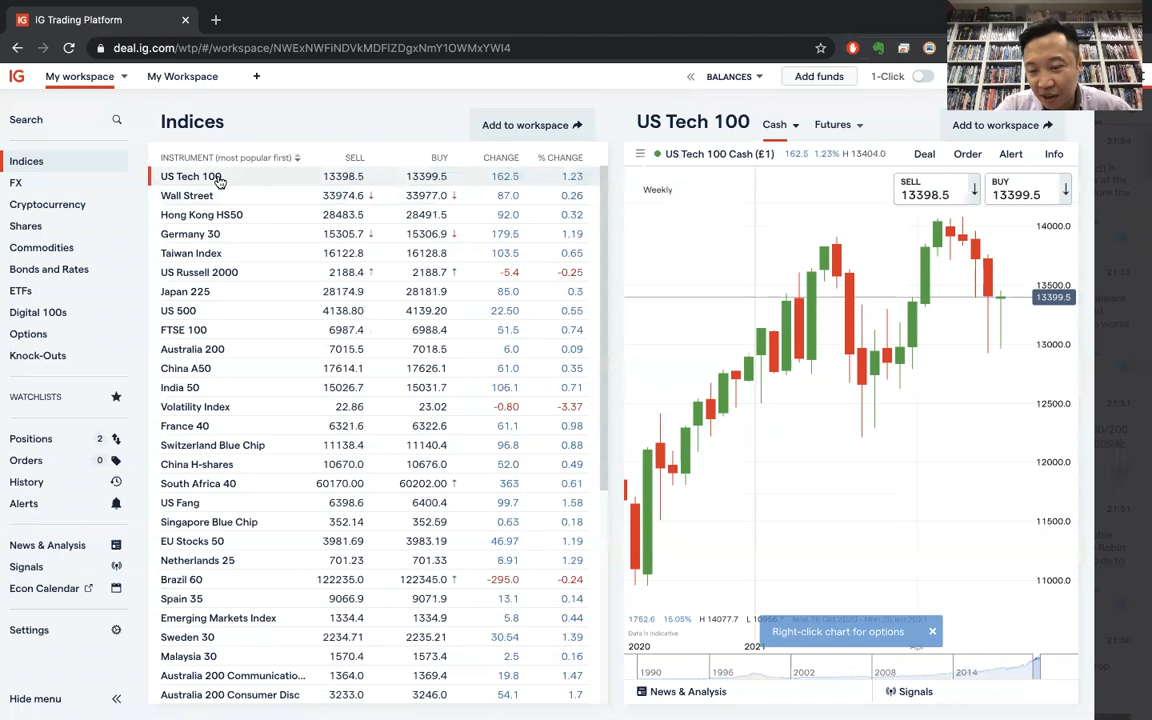 IG Trading Platform
deal.ig.com/wtp/#/workspace/NWExNWFiNDVkMDFlZDgxNmY1OWMxYWI4
IG My workspace My Workspace + BALANCES Add funds 1-Click
Search
Indices
FX
Cryptocurrency
Shares
Commodities
Bonds and Rates
ETFs
Digital 100s
Options
Knock-Outs
WATCHLISTS
Positions 2
Orders 0
History
Alerts
News & Analysis
Signals
Econ Calendar
Settings
Hide menu
Indices Add to workspace
INSTRUMENT (most popular first) SELL BUY CHANGE % CHANGE
US Tech 100 13398.5 13399.5 162.5 1.23
Wall Street 33974.6 33977.0 87.0 0.26
Hong Kong HS50 28483.5 28491.5 92.0 0.32
Germany 30 15305.7 15306.9 179.5 1.19
Taiwan Index 16122.8 16128.8 103.5 0.65
US Russell 2000 2188.4 2188.7 -5.4 -0.25
Japan 225 28174.9 28181.9 85.0 0.3
US 500 4138.80 4139.20 22.50 0.55
FTSE 100 6987.4 6988.4 51.5 0.74
Australia 200 7015.5 7018.5 6.0 0.09
China A50 17614.1 17626.1 61.0 0.35
India 50 15026.7 15031.7 106.1 0.71
Volatility Index 22.86 23.02 -0.80 -3.37
France 40 6321.6 6322.6 61.1 0.98
Switzerland Blue Chip 11138.4 11140.4 96.8 0.88
China H-shares 10670.0 10676.0 52.0 0.49
South Africa 40 60170.00 60202.00 363 0.61
US Fang 6398.6 6400.4 99.7 1.58
Singapore Blue Chip 352.14 352.59 0.63 0.18
EU Stocks 50 3981.69 3983.19 46.97 1.19
Netherlands 25 701.23 701.33 8.91 1.29
Brazil 60 122235.0 122345.0 -295.0 -0.24
Spain 35 9066.9 9071.9 13.1 0.14
Emerging Markets Index 1334.4 1334.9 5.8 0.44
Sweden 30 2234.71 2235.21 30.54 1.39
Malaysia 30 1570.4 1573.4 2.5 0.16
Australia 200 Communicatio... 1364.0 1369.4 19.8 1.47
Australia 200 Consumer Disc 3233.0 3246.0 54.1 1.7
US Tech 100 Cash Futures Add to workspace
US Tech 100 Cash (£1) 162.5 1.23% H 13404.0 Deal Order Alert Info
Weekly
SELL
13398.5
BUY
13399.5
14000.0
13500.0
13399.5
13000.0
12500.0
12000.0
11500.0
11000.0
1752.6 15.05% H 14077.7
Data is indicative
Right-click chart for options
2020 2021
1990 1996 2002 2008 2014
News & Analysis Signals
21:54
21:52
21:51
21:51
21:50